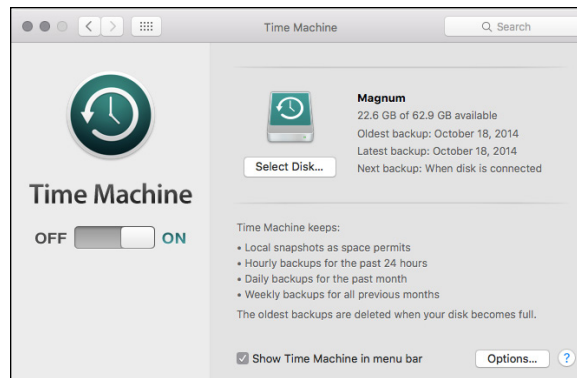 Time Machine
Search
Time Machine
OFF ON
Select Disk...
Magnum
22.6 GB of 62.9 GB available
Oldest backup: October 18, 2014
Latest backup: October 18, 2014
Next backup: When disk is connected
Time Machine keeps:
• Local snapshots as space permits
• Hourly backups for the past 24 hours
• Daily backups for the past month
• Weekly backups for all previous months
The oldest backups are deleted when your disk becomes full.
Show Time Machine in menu bar
Options...
?